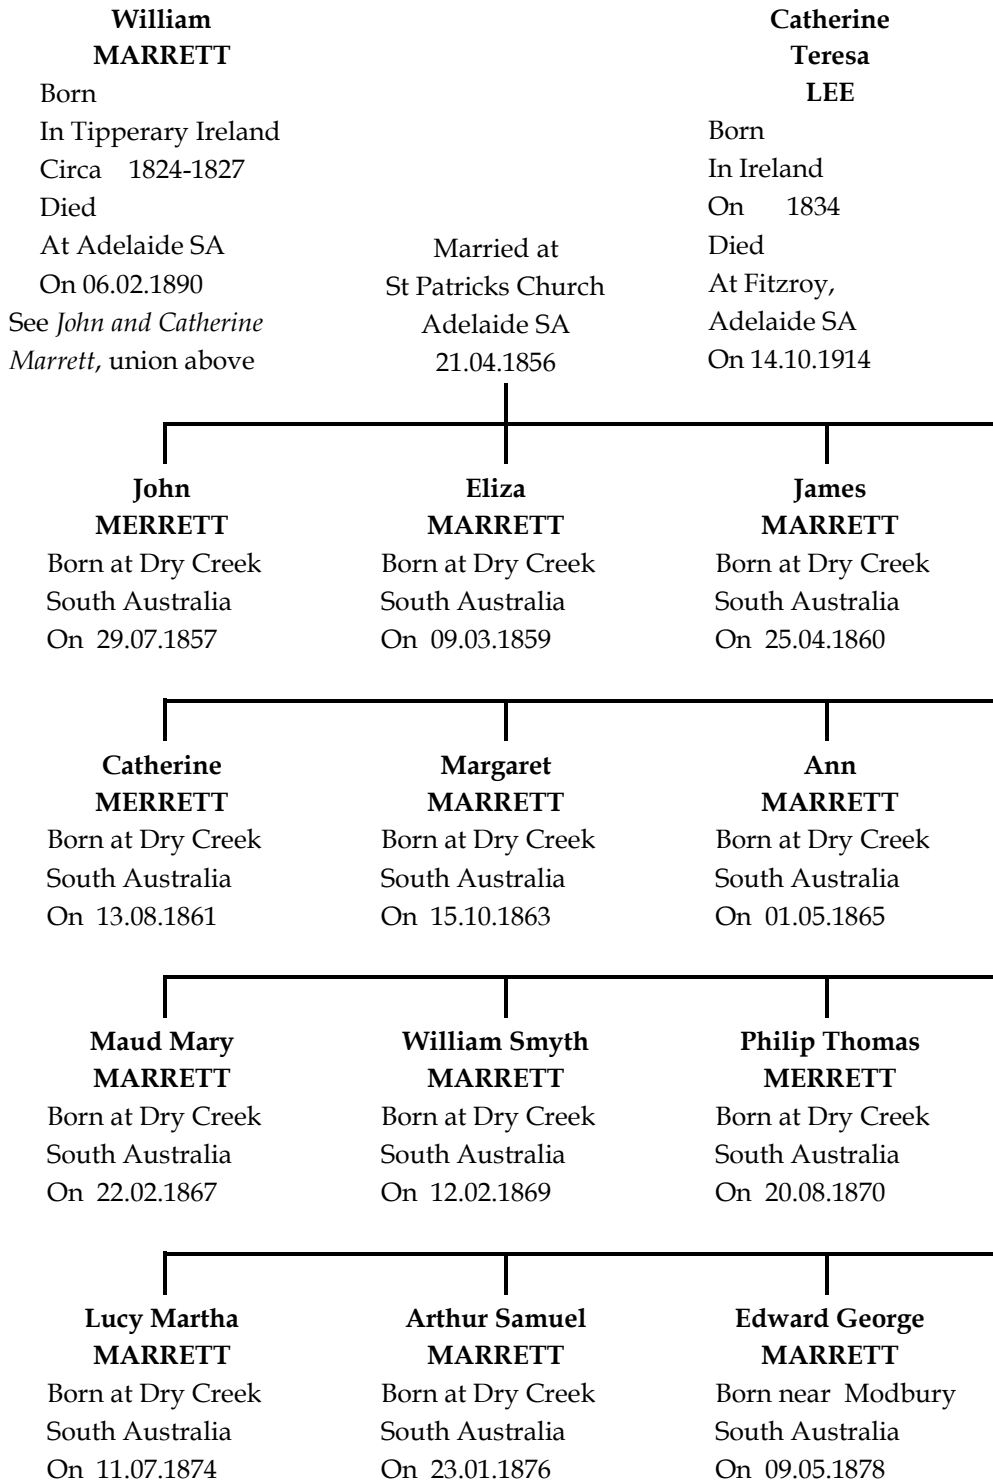 William
MARRETT
Born
In Tipperary Ireland
Circa 1824-1827
Died
At Adelaide SA
On 06.02.1890
See John and Catherine
Marrett, union above
Married at
St Patricks Church
Adelaide SA
21.04.1856
Catherine
Teresa
LEE
Born
In Ireland
On 1834
Died
At Fitzroy,
Adelaide SA
On 14.10.1914
John
MERRETT
Born at Dry Creek
South Australia
On 29.07.1857
Eliza
MARRETT
Born at Dry Creek
South Australia
On 09.03.1859
James
MARRETT
Born at Dry Creek
South Australia
On 25.04.1860
Catherine
MERRETT
Born at Dry Creek
South Australia
On 13.08.1861
Margaret
MARRETT
Born at Dry Creek
South Australia
On 15.10.1863
Ann
MARRETT
Born at Dry Creek
South Australia
On 01.05.1865
Maud Mary
MARRETT
Born at Dry Creek
South Australia
On 22.02.1867
William Smyth
MARRETT
Born at Dry Creek
South Australia
On 12.02.1869
Philip Thomas
MERRETT
Born at Dry Creek
South Australia
On 20.08.1870
Lucy Martha
MARRETT
Born at Dry Creek
South Australia
On 11.07.1874
Arthur Samuel
MARRETT
Born at Dry Creek
South Australia
On 23.01.1876
Edward George
MARRETT
Born near Modbury
South Australia
On 09.05.1878